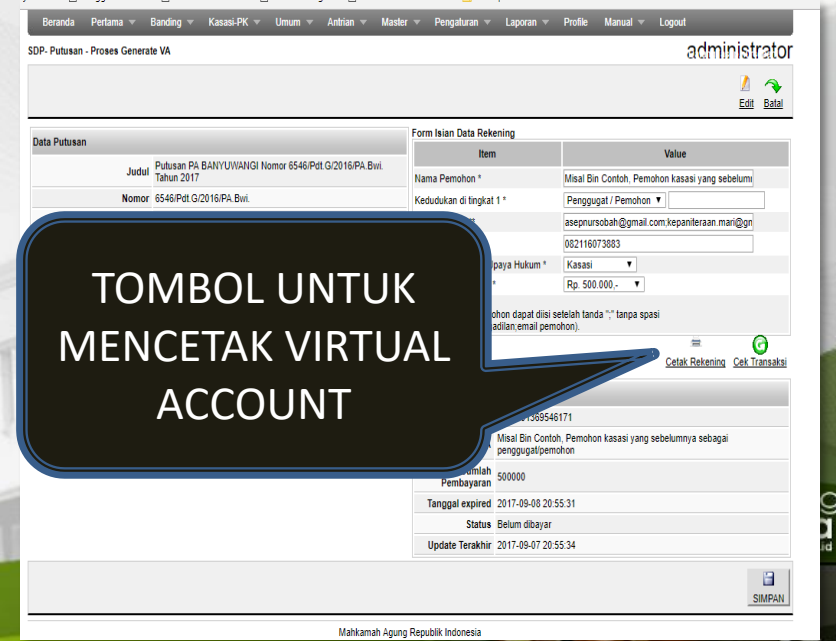 Beranda Pertama Banding Kasasi-PK Umum Antrian Master Pengaturan Laporan Profile Manual Logout
SDP- Putusan - Proses Generate VA
administrator
Edit Batal
Data Putusan
Judul Putusan PA BANYUWANGI Nomor 6546/Pdt.G/2016/PA.Bwi.
Tahun 2017
Nomor 6546/Pdt.G/2016/PA.Bwi.
Form Isian Data Rekening
Item Value
Nama Pemohon * Misal Bin Contoh, Pemohon kasasi yang sebelumn
Kedudukan di tingkat 1 * Penggugat / Pemohon
asepnursobah@gmail.com;kepaniteraan.mari@gn
082116073883
paya Hukum * Kasasi
* Rp. 500.000,-
ohon dapat diisi setelah tanda ";" tanpa spasi
adilan;email pemohon).
Cetak Rekening Cek Transaksi
TOMBOL UNTUK
MENCETAK VIRTUAL
ACCOUNT
1369546171
Misal Bin Contoh, Pemohon kasasi yang sebelumnya sebagai
penggugat/pemohon
Jumlah
Pembayaran 500000
Tanggal expired 2017-09-08 20:55:31
Status Belum dibayar
Update Terakhir 2017-09-07 20:55:34
SIMPAN
Mahkamah Agung Republik Indonesia